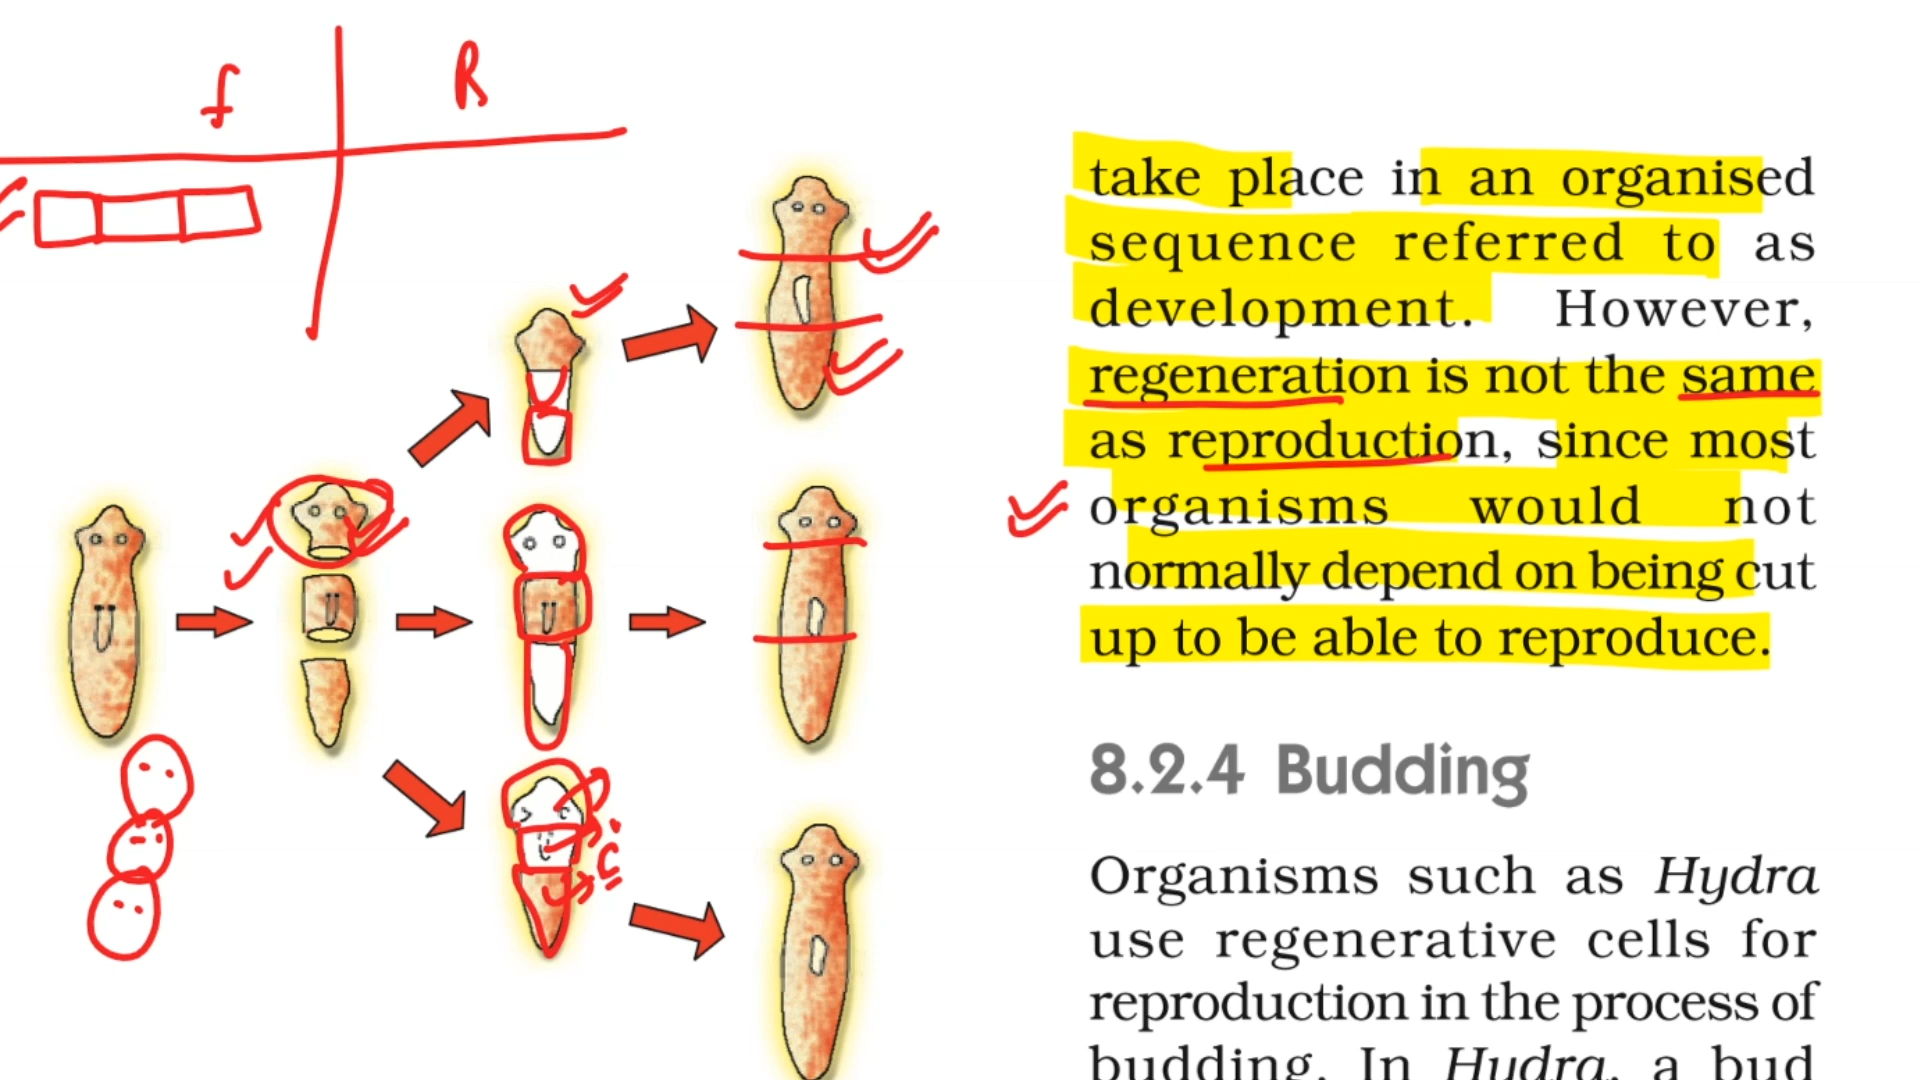 f R
take place in an organised
sequence referred to as
development. However,
regeneration is not the same
as reproduction, since most
organisms would not
normally depend on being cut
up to be able to reproduce.
8.2.4 Budding
Organisms such as Hydra
use regenerative cells for
reproduction in the process of
budding. In Hydra, a bud